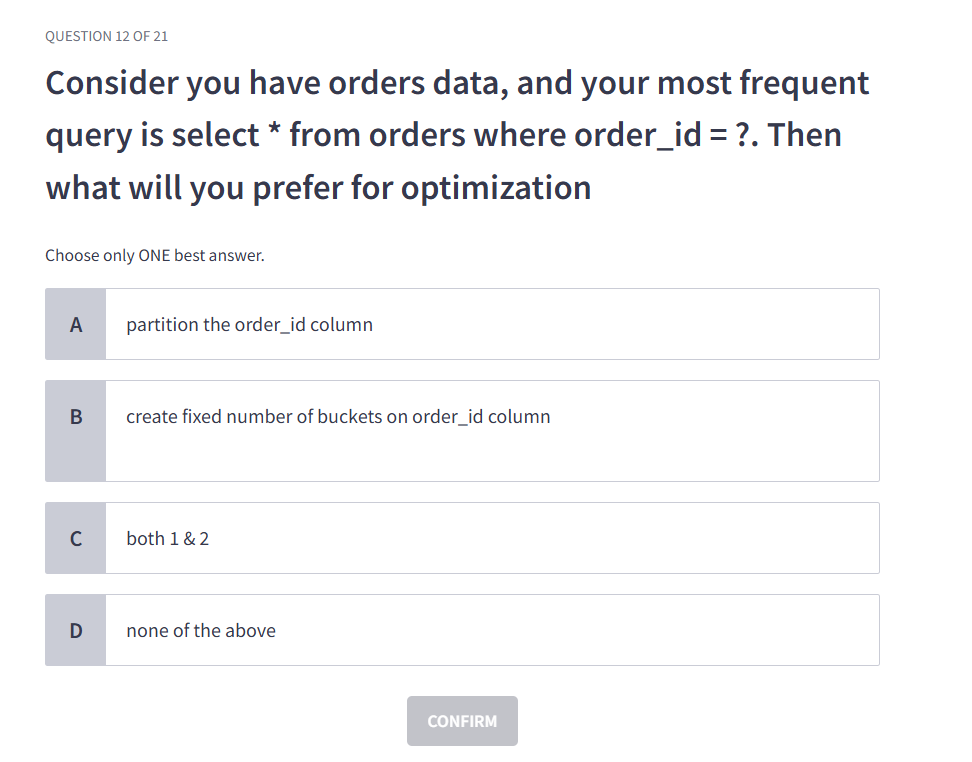 QUESTION 12 OF 21
Consider you have orders data, and your most frequent
query is select * from orders where order_id = ?. Then
what will you prefer for optimization
Choose only ONE best answer.
A partition the order_id column
B create fixed number of buckets on order_id column
C both 1 & 2
D none of the above
CONFIRM